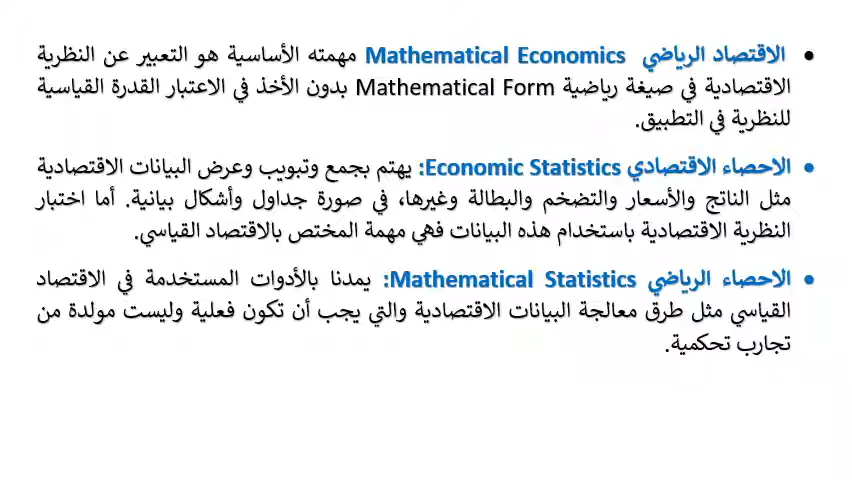 • الاقتصاد الرياضي Mathematical Economics مهمته الأساسية هو التعبير عن النظرية
الاقتصادية في صيغة رياضية Mathematical Form بدون الأخذ في الاعتبار القدرة القياسية
للنظرية في التطبيق.
• الاحصاء الاقتصادي Economic Statistics: يهتم بجمع وتبويب وعرض البيانات الاقتصادية
مثل الناتج والأسعار والتضخم والبطالة وغيرها، في صورة جداول وأشكال بيانية. أما اختبار
النظرية الاقتصادية باستخدام هذه البيانات فهي مهمة المختص بالاقتصاد القياسي.
• الاحصاء الرياضي Mathematical Statistics: يمدنا بالأدوات المستخدمة في الاقتصاد
القياسي مثل طرق معالجة البيانات الاقتصادية والتي يجب أن تكون فعلية وليست مولدة من
تجارب تحكمية.